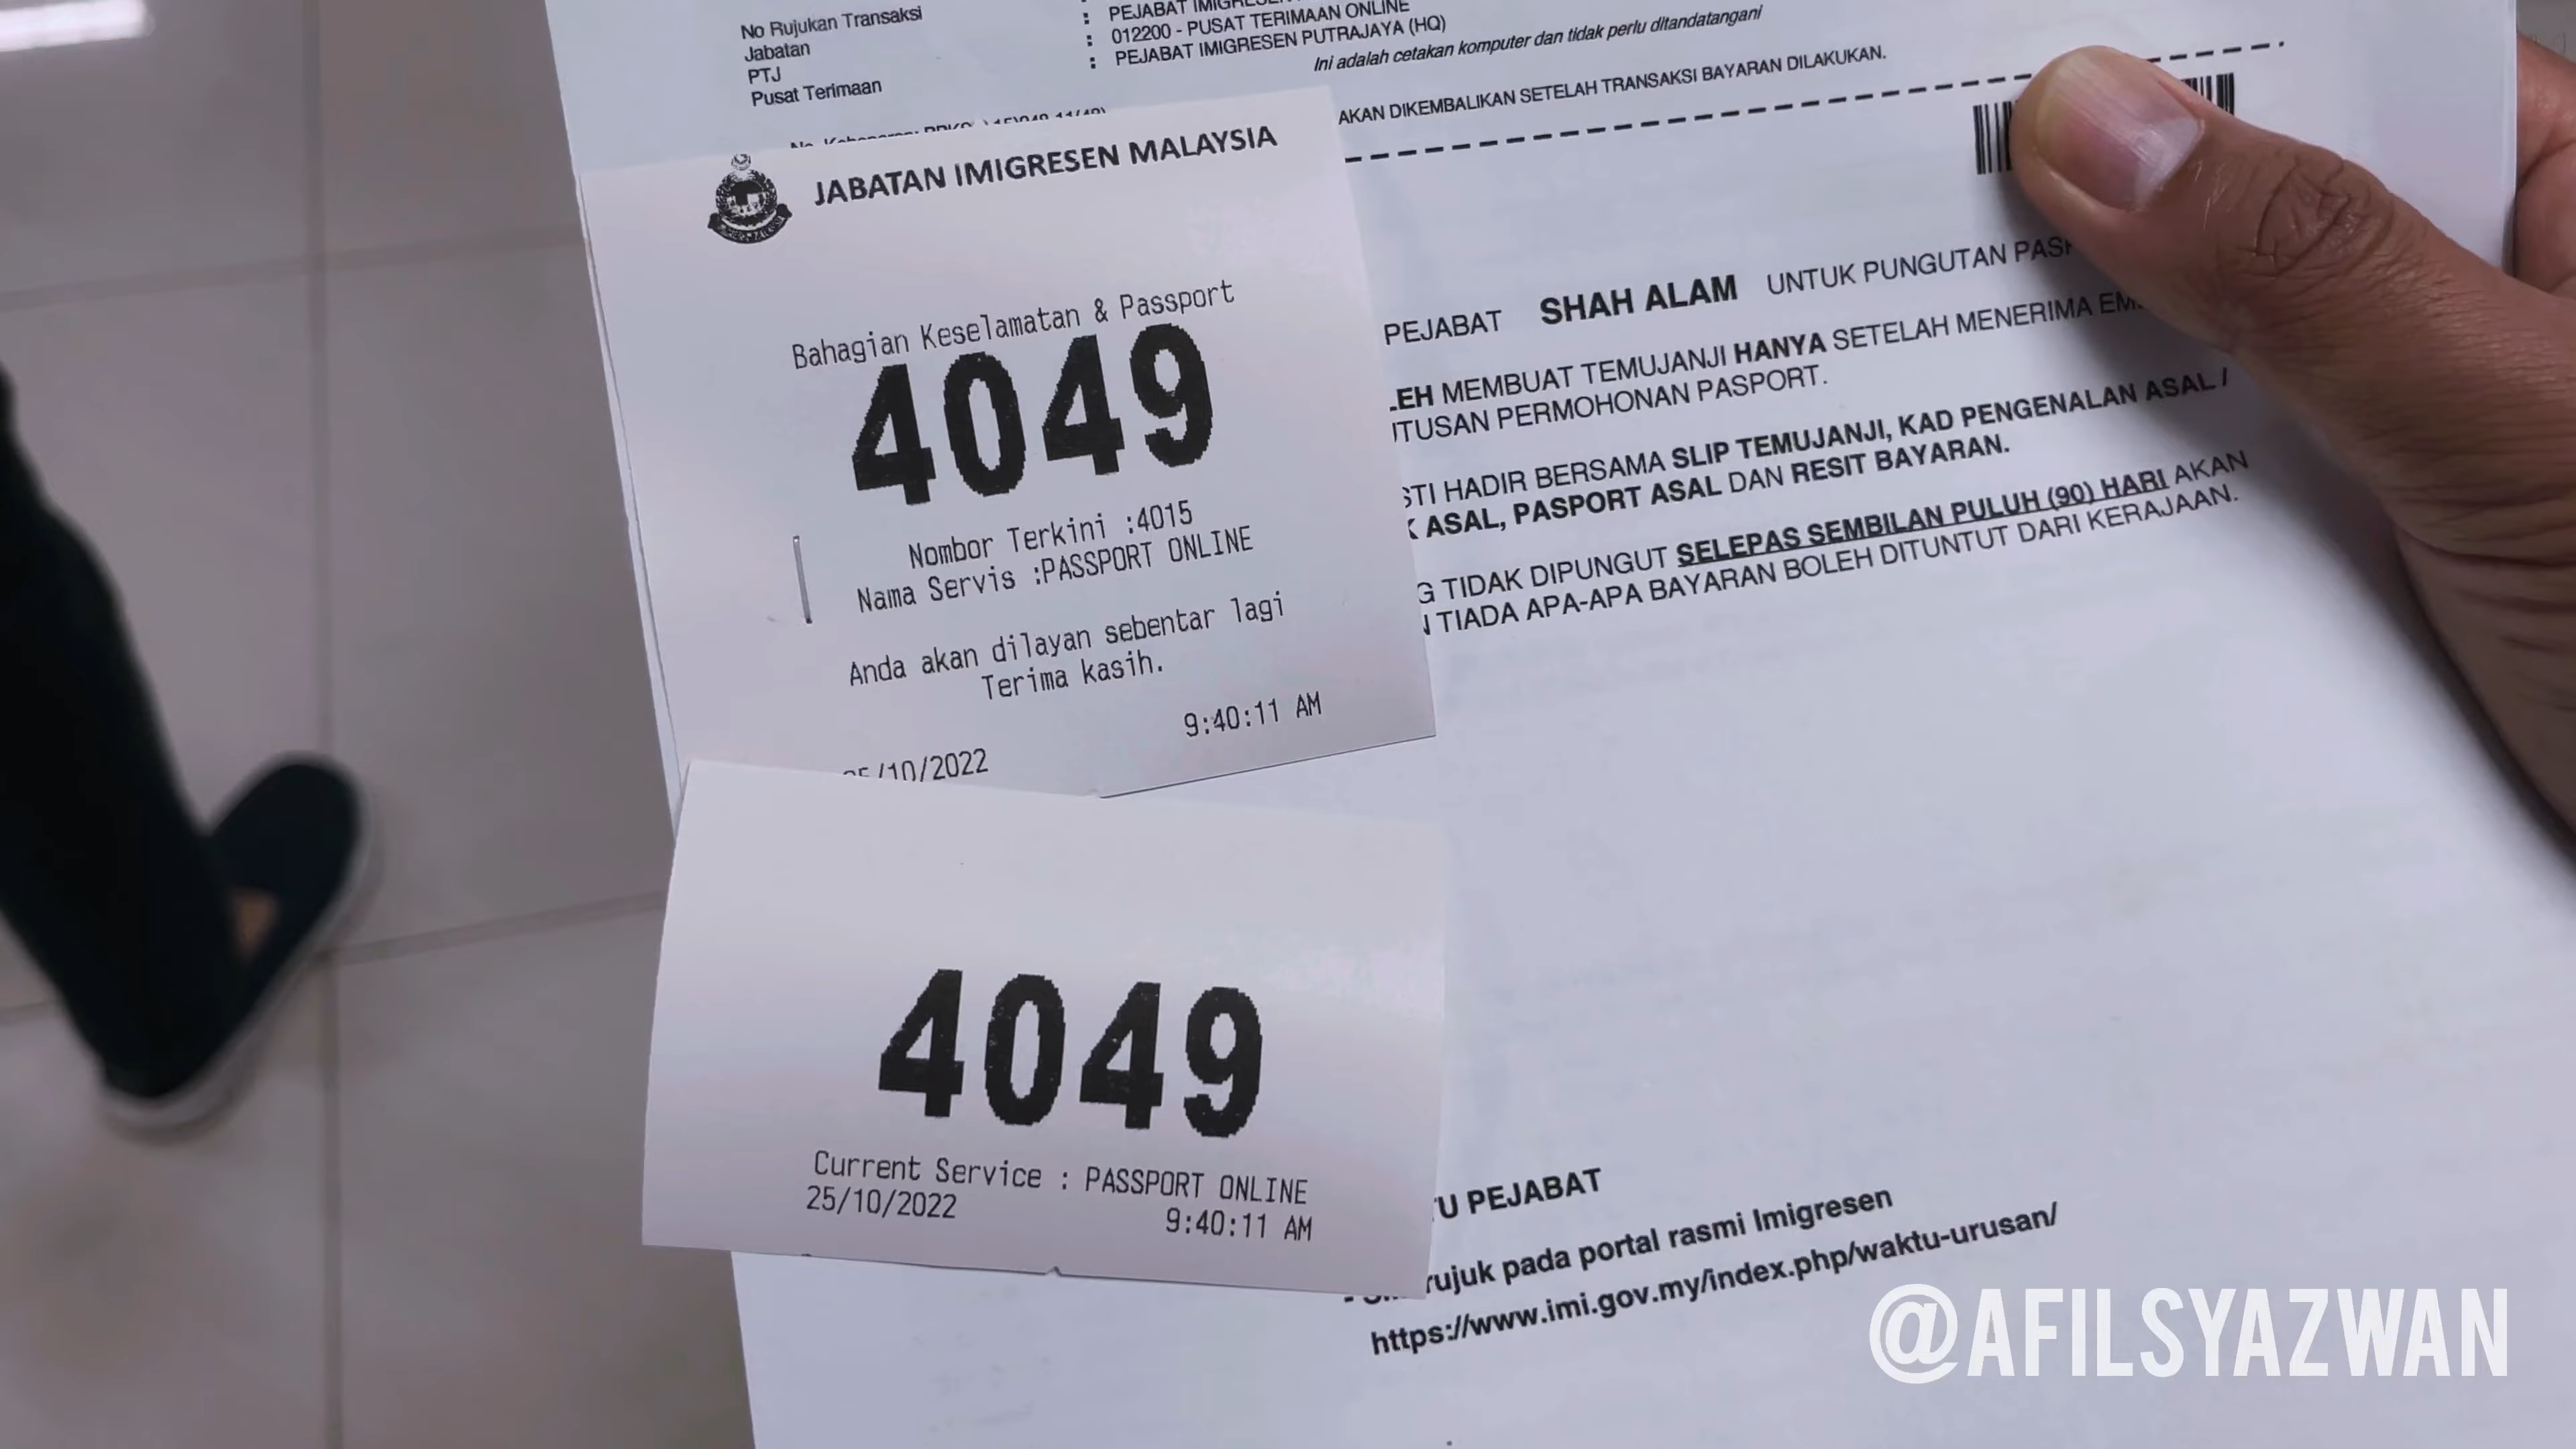 No Rujukan Transaksi
Jabatan : PEJABAT
PTJ : 012200 - PUSAT TERIMAAN ONLINE
Pusat Terimaan : PEJABAT IMIGRESEN PUTRAJAYA (HQ)
Ini adalah cetakan komputer dan tidak perlu ditandatangani
AKAN DIKEMBALIKAN SETELAH TRANSAKSI BAYARAN DILAKUKAN.
JABATAN IMIGRESEN MALAYSIA
Bahagian Keselamatan & Passport
4049
Nombor Terkini :4015
Nama Servis :PASSPORT ONLINE
Anda akan dilayan sebentar lagi
Terima kasih.
9:40:11 AM
/10/2022
PEJABAT SHAH ALAM UNTUK PUNGUTAN
MEMBUAT TEMUJANJI HANYA SETELAH MENERIMA
PERMOHONAN PASPORT.
HADIR BERSAMA SLIP TEMUJANJI, KAD PENGENALAN ASAL /
ASAL, PASPORT ASAL DAN RESIT BAYARAN.
TIDAK DIPUNGUT SELEPAS SEMBILAN PULUH (90) HARI AKAN
TIADA APA-APA BAYARAN BOLEH DITUNTUT DARI KERAJAAN.
4049
Current Service : PASSPORT ONLINE
25/10/2022 9:40:11 AM
PEJABAT
rujuk pada portal rasmi Imigresen
https://www.imi.gov.my/index.php/waktu-urusan/
@AFILSYAZWAN